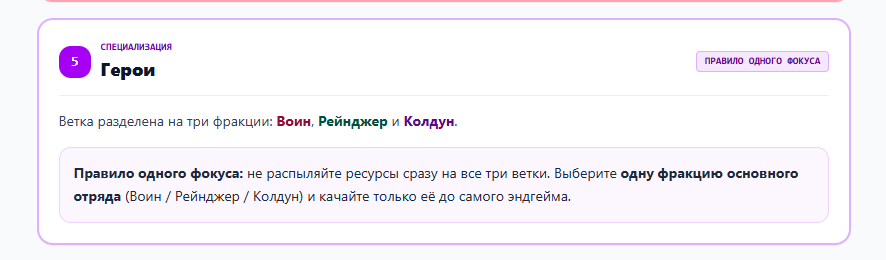 СПЕЦИАЛИЗАЦИЯ
5
Герои
ПРАВИЛО ОДНОГО ФОКУСА
Ветка разделена на три фракции: Воин, Рейнджер и Колдун.
Правило одного фокуса: не распыляйте ресурсы сразу на все три ветки. Выберите одну фракцию основного
отряда (Воин / Рейнджер / Колдун) и качайте только её до самого эндгейма.